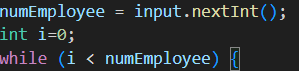 numEmployee = input.nextInt();
int i=0;
while (i < numEmployee) {